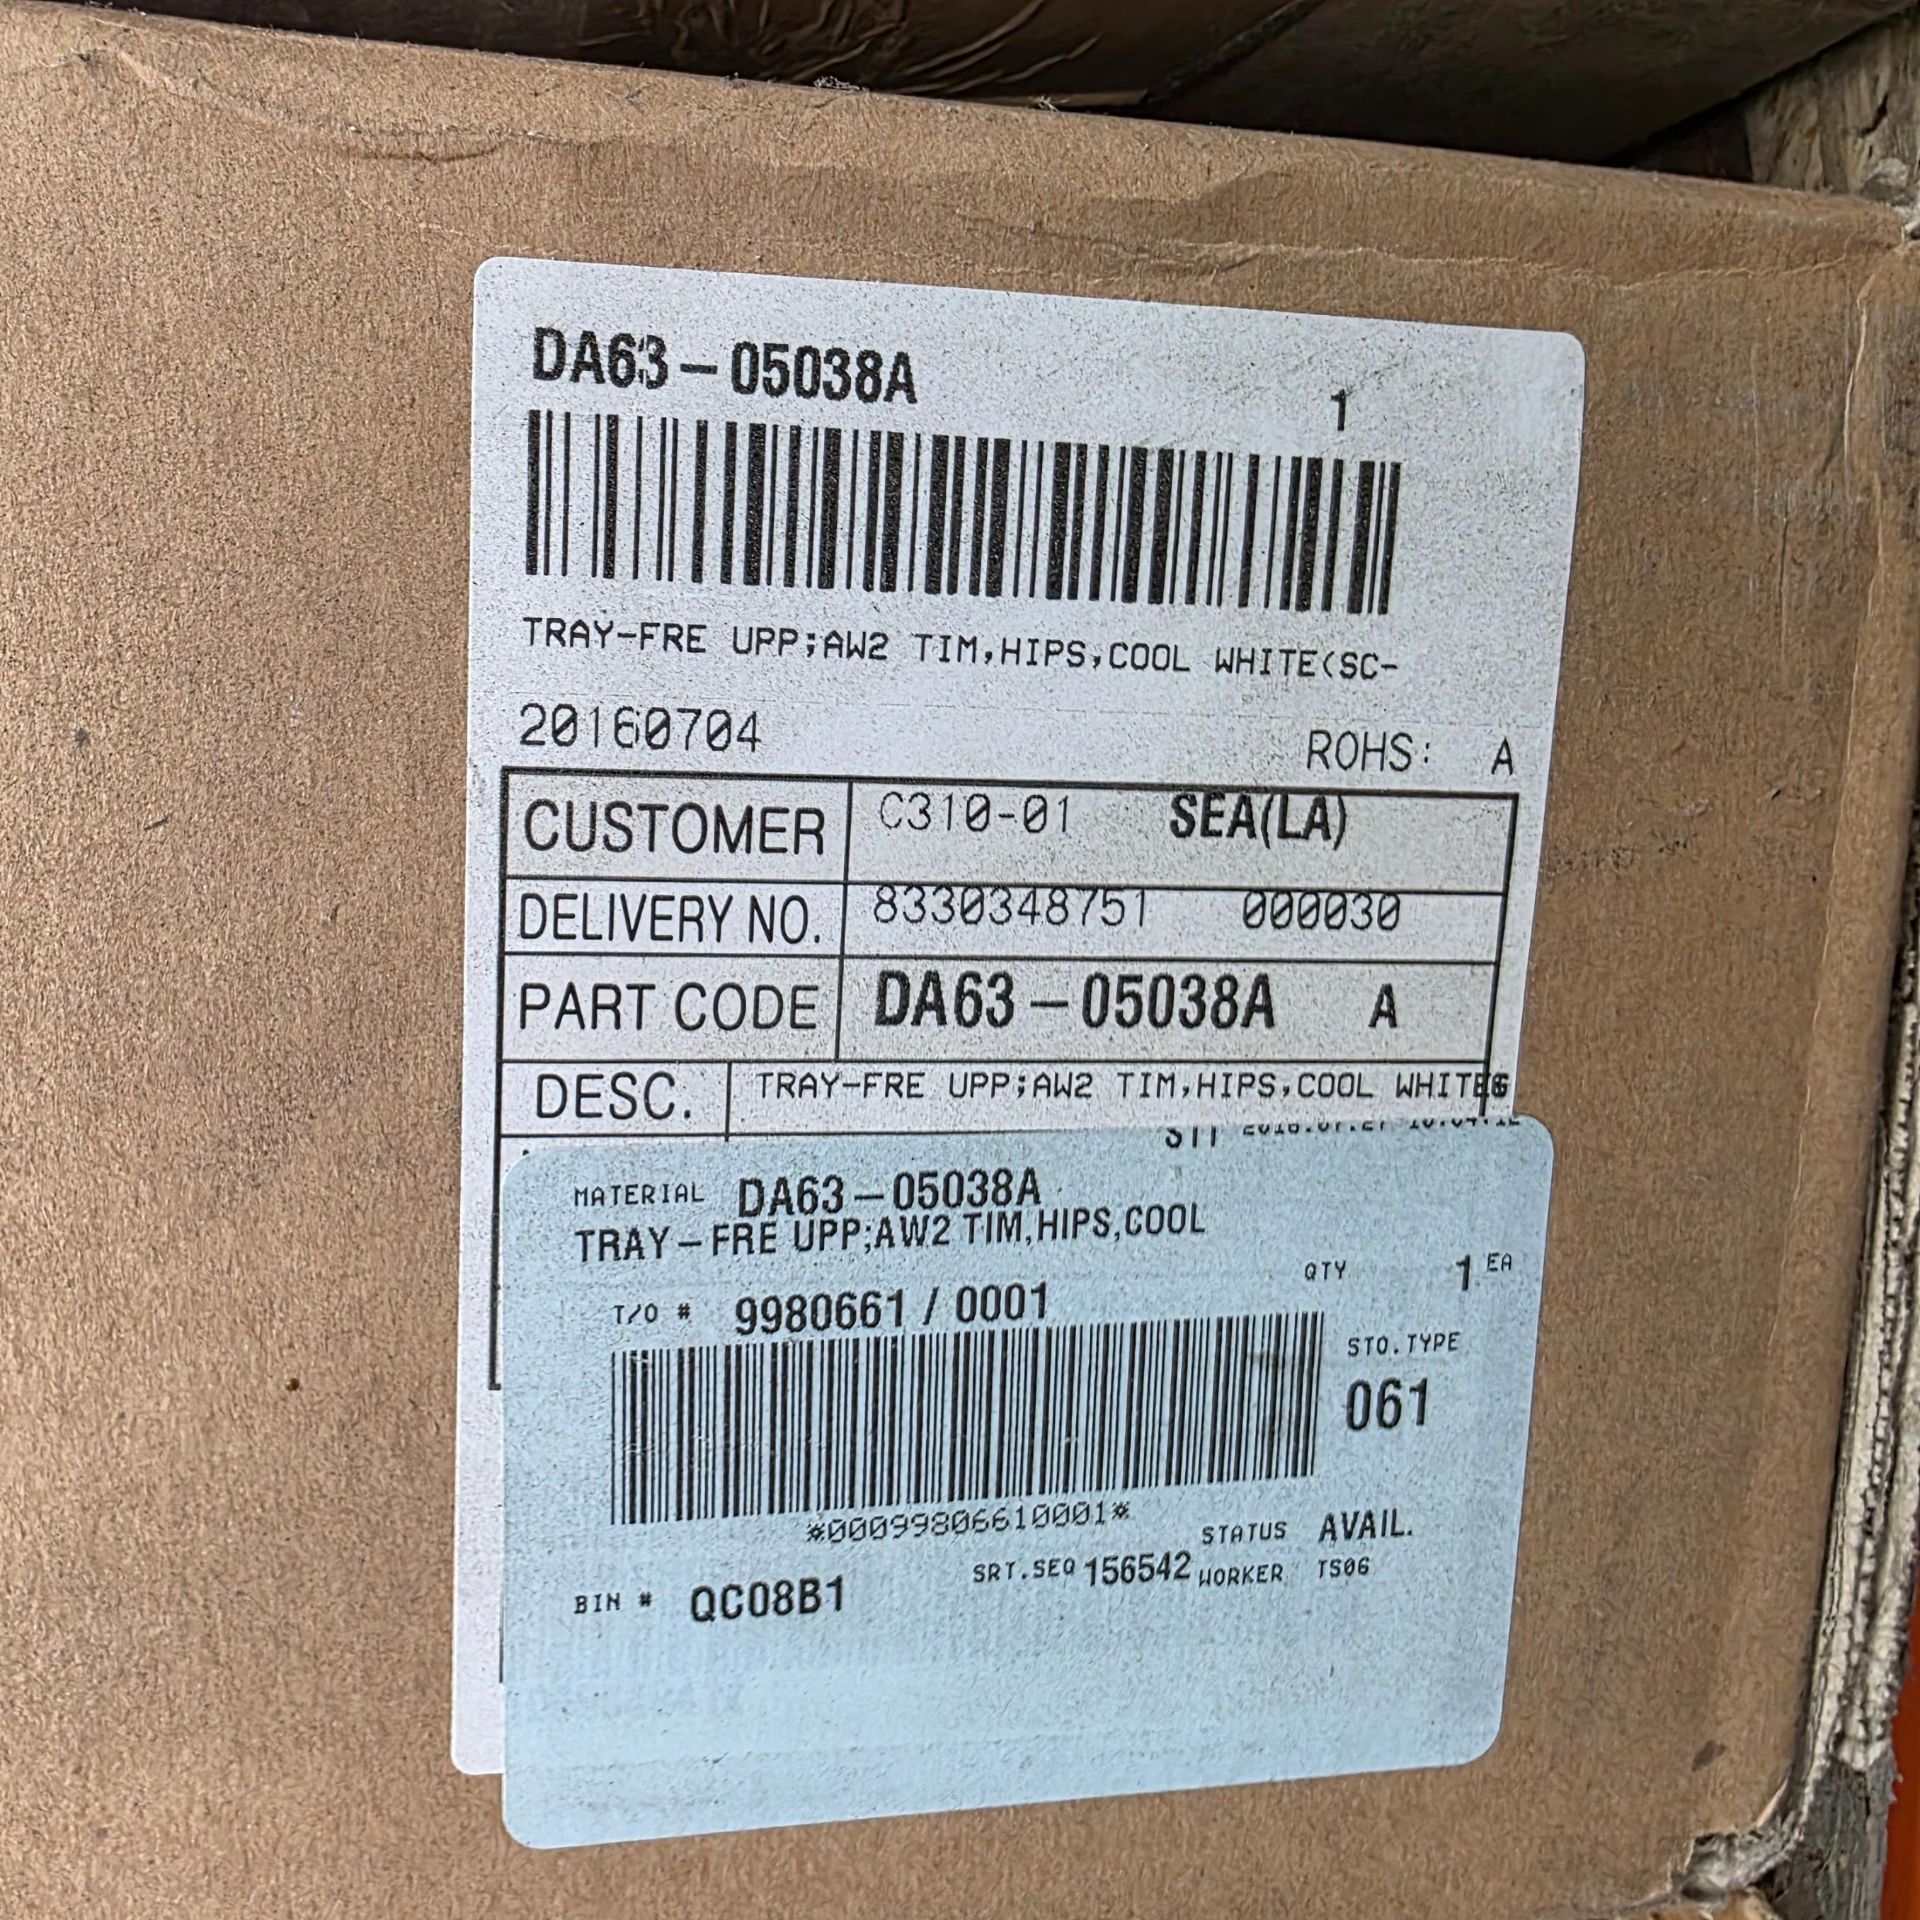 DA63-05038A
1
TRAY-FRE UPP;AW2 TIM,HIPS,COOL WHITE(SC-
20160704 ROHS: A
CUSTOMER C310-01 SEA(LA)
DELIVERY NO. 8330348751 000030
PART CODE DA63-05038A A
DESC. TRAY-FRE UPP;AW2 TIM,HIPS,COOL WHITE
MATERIAL DA63-05038A
TRAY-FRE UPP;AW2 TIM,HIPS,COOL
QTY 1 EA
T/O # 9980661 / 0001
STO.TYPE
061
*00099806610001*
STATUS AVAIL.
SRT.SEQ 156542 WORKER TS06
BIN # QC08B1